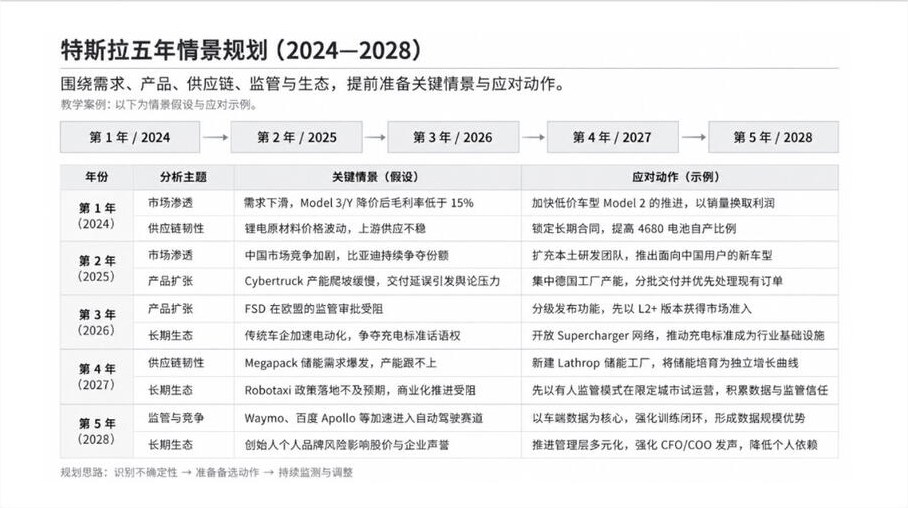 特斯拉五年情景规划（2024—2028）
围绕需求、产品、供应链、监管与生态，提前准备关键情景与应对动作。
教学案例：以下为情景假设与应对示例。
第 1 年 / 2024 → 第 2 年 / 2025 → 第 3 年 / 2026 → 第 4 年 / 2027 → 第 5 年 / 2028
年份 分析主题 关键情景（假设） 应对动作（示例）
第 1 年
（2024）
市场渗透 需求下滑，Model 3/Y 降价后毛利率低于 15% 加快低价车型 Model 2 的推进，以销量换取利润
供应链韧性 锂电原材料价格波动，上游供应不稳 锁定长期合同，提高 4680 电池自产比例
第 2 年
（2025）
市场渗透 中国市场竞争加剧，比亚迪持续争夺份额 扩充本土研发团队，推出面向中国用户的新车型
产品扩张 Cybertruck 产能爬坡缓慢，交付延误引发舆论压力 集中德国工厂产能，分批交付并优先处理现有订单
第 3 年
（2026）
产品扩张 FSD 在欧盟的监管审批受阻 分级发布功能，先以 L2+ 版本获得市场准入
长期生态 传统车企加速电动化，争夺充电标准话语权 开放 Supercharger 网络，推动充电标准成为行业基础设施
第 4 年
（2027）
供应链韧性 Megapack 储能需求爆发，产能跟不上 新建 Lathrop 储能工厂，将储能培育为独立增长曲线
长期生态 Robotaxi 政策落地不及预期，商业化推进受阻 先以有人监管模式在限定城市试运营，积累数据与监管信任
第 5 年
（2028）
监管与竞争 Waymo、百度 Apollo 等加速进入自动驾驶赛道 以车端数据为核心，强化训练闭环，形成数据规模优势
长期生态 创始人个人品牌风险影响股价与企业声誉 推进管理层多元化，强化 CFO/COO 发声，降低个人依赖
规划思路：识别不确定性 → 准备备选动作 → 持续监测与调整